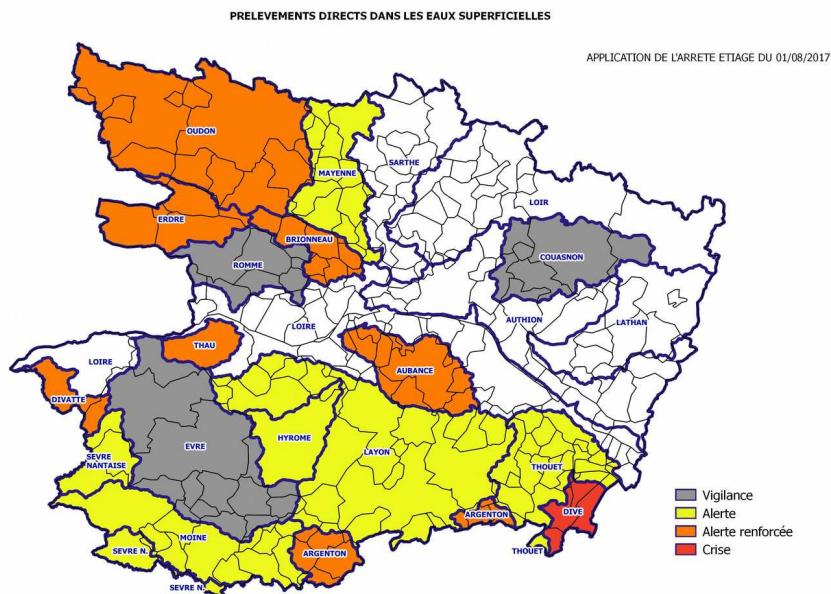 PRELEVEMENTS DIRECTS DANS LES EAUX SUPERFICIELLES
APPLICATION DE L'ARRETE ETIAGE DU 01/08/2017
OUDON
MAYENNE
SARTHE
LOIR
ERDRE
BRIONNEAU
ROMME
COUASNON
LOIRE
AUTHION
LATHAN
THAU
LOIRE
AUBANCE
DIVATTE
EVRE
HYROME
LAYON
SEVRE
NANTAISE
THOUET
ARGENTON
DIVE
MOINE
SEVRE N.
ARGENTON
THOUET
SEVRE N.
Vigilance
Alerte
Alerte renforcée
Crise